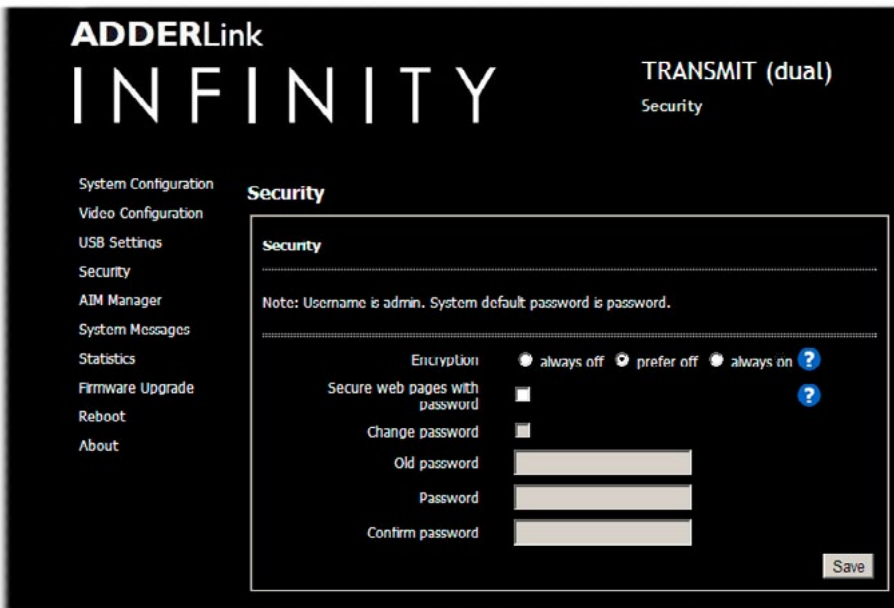 ADDERLink
INFINITY
TRANSMIT (dual)
Security
System Configuration
Video Configuration
USB Settings
Security
AIM Manager
System Messages
Statistics
Firmware Upgrade
Reboot
About
Security
Security
Note: Username is admin. System default password is password.
Encryption always off prefer off always on ?
Secure web pages with
password
?
Change password
Old password
Password
Confirm password
Save